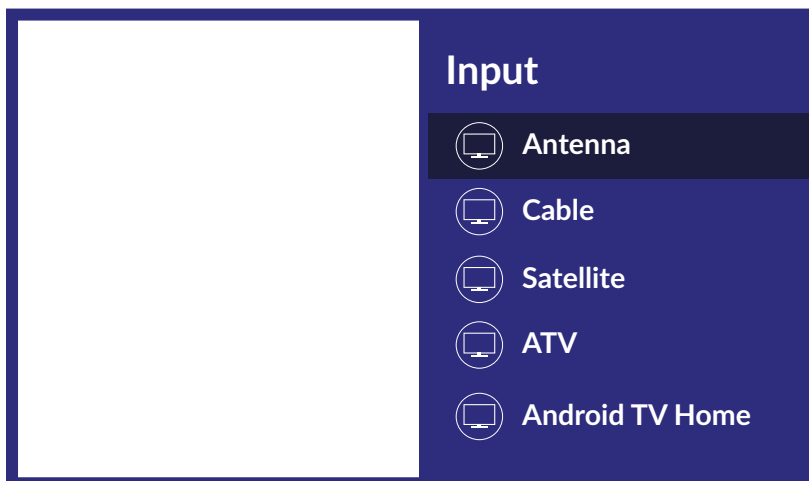 Input
Antenna
Cable
Satellite
ATV
Android TV Home